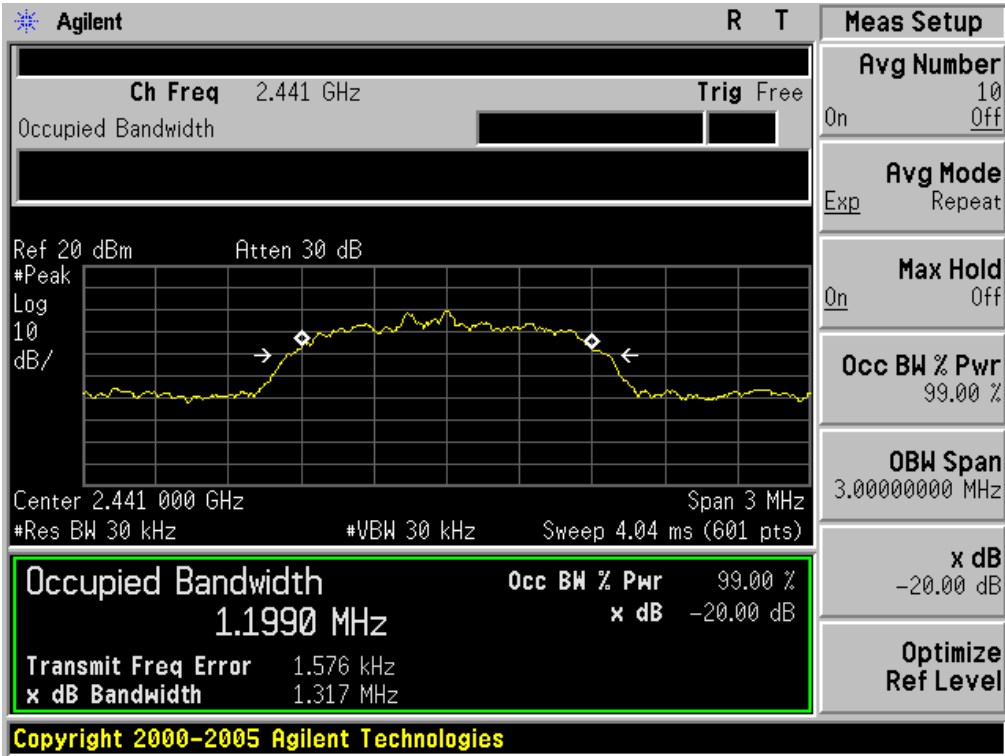 Agilent R T
Ch Freq 2.441 GHz Trig Free
Occupied Bandwidth
Ref 20 dBm Atten 30 dB
#Peak
Log
10
dB/
Center 2.441 000 GHz Span 3 MHz
#Res BW 30 kHz #VBW 30 kHz Sweep 4.04 ms (601 pts)
Occupied Bandwidth Occ BW % Pwr 99.00 %
1.1990 MHz x dB -20.00 dB
Transmit Freq Error 1.576 kHz
x dB Bandwidth 1.317 MHz
Copyright 2000-2005 Agilent Technologies
Meas Setup
Avg Number
10
On Off
Avg Mode
Exp Repeat
Max Hold
On Off
Occ BW % Pwr
99.00 %
OBW Span
3.00000000 MHz
x dB
-20.00 dB
Optimize
Ref Level